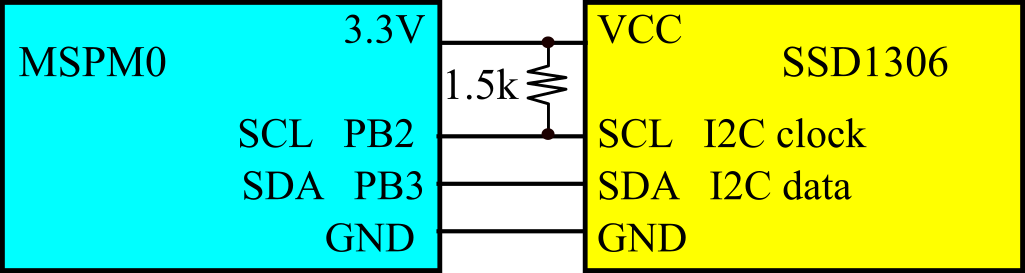 3.3V VCC
MSPM0 SSD1306
1.5k
SCL PB2 SCL I2C clock
SDA PB3 SDA I2C data
GND GND